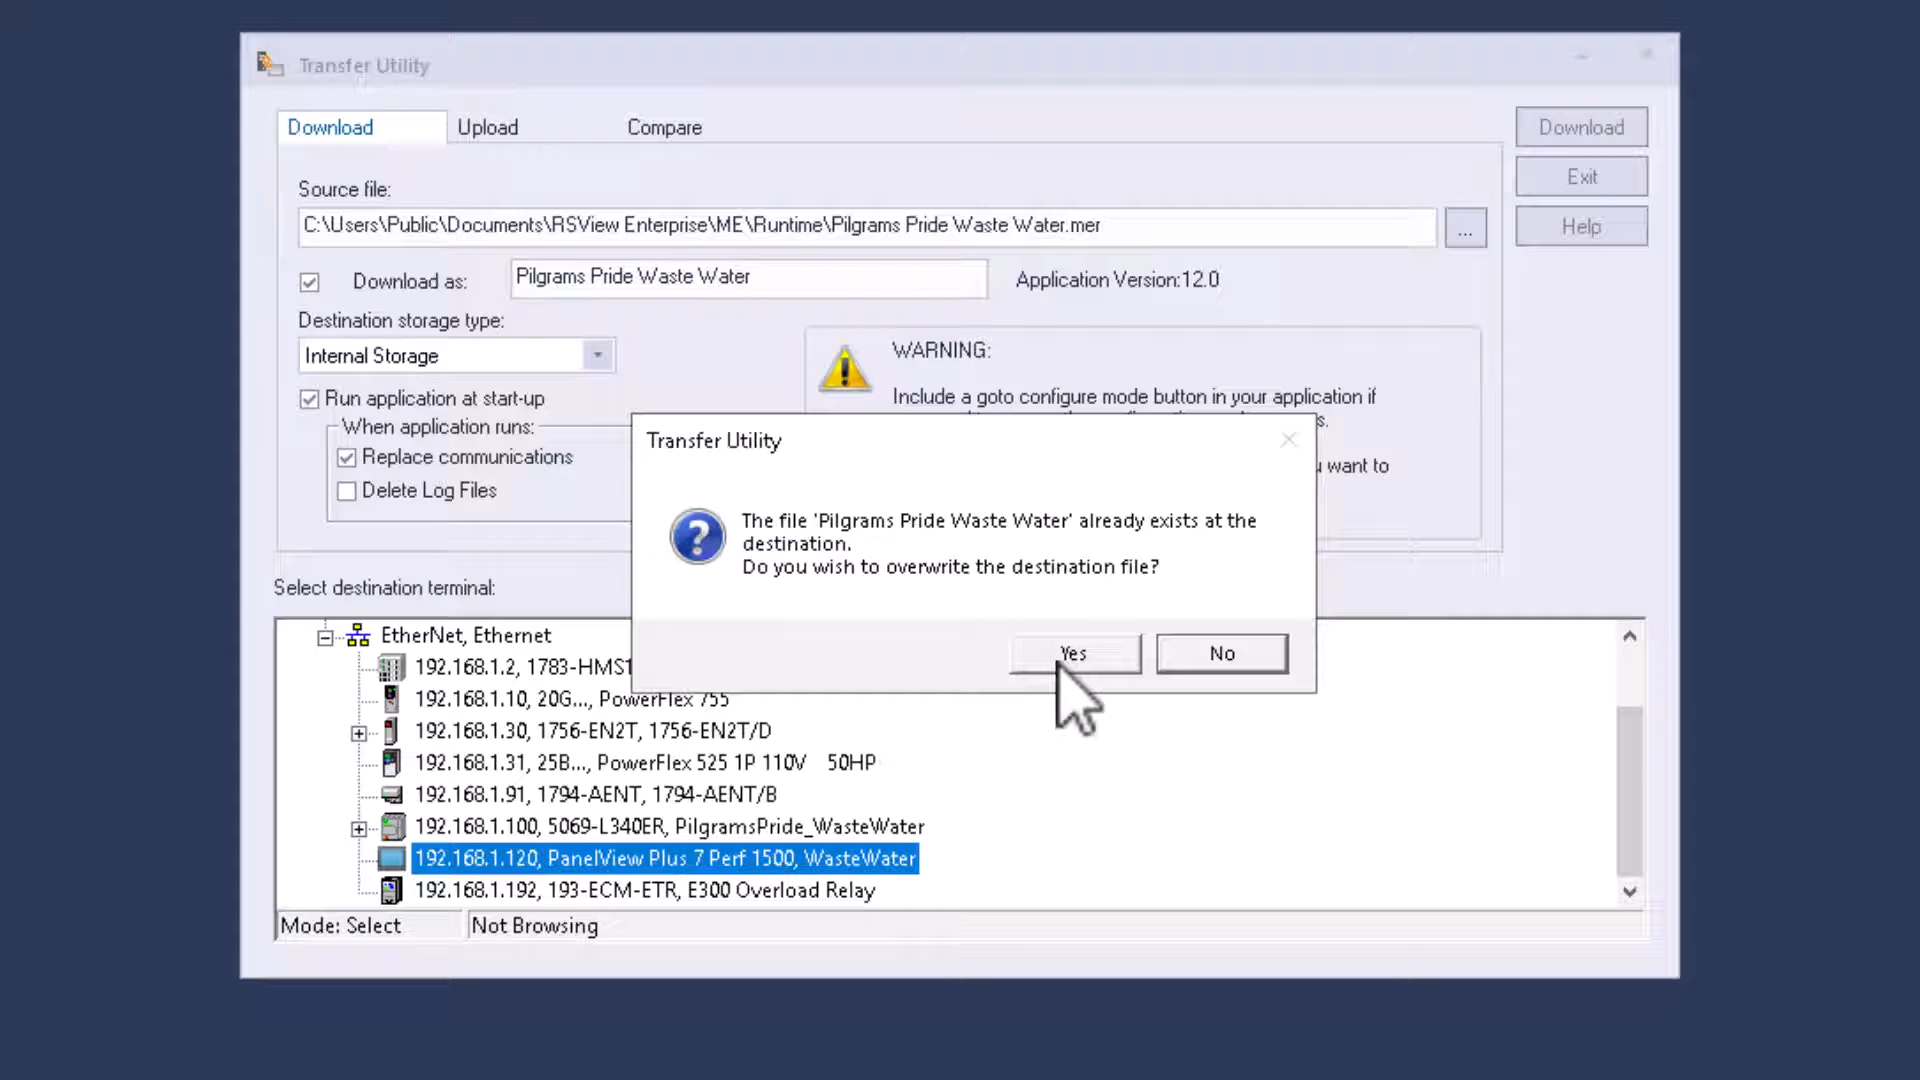 Transfer Utility
Download Upload Compare
Download
Exit
Help
Source file:
C:\Users\Public\Documents\RSView Enterprise\ME\Runtime\Pilgrams Pride Waste Water.mer
...
Download as: Pilgrams Pride Waste Water Application Version:12.0
Destination storage type:
Internal Storage
Run application at start-up
When application runs:
Replace communications
Delete Log Files
WARNING:
Include a goto configure mode button in your application if
s.
want to
Transfer Utility
The file 'Pilgrams Pride Waste Water' already exists at the
destination.
Do you wish to overwrite the destination file?
Yes No
Select destination terminal:
EtherNet, Ethernet
192.168.1.2, 1783-HMS1
192.168.1.10, 20G..., PowerFlex 755
192.168.1.30, 1756-EN2T, 1756-EN2T/D
192.168.1.31, 25B..., PowerFlex 525 1P 110V 50HP
192.168.1.91, 1794-AENT, 1794-AENT/B
192.168.1.100, 5069-L340ER, PilgramsPride_WasteWater
192.168.1.120, PanelView Plus 7 Perf 1500, WasteWater
192.168.1.192, 193-ECM-ETR, E300 Overload Relay
Mode: Select Not Browsing